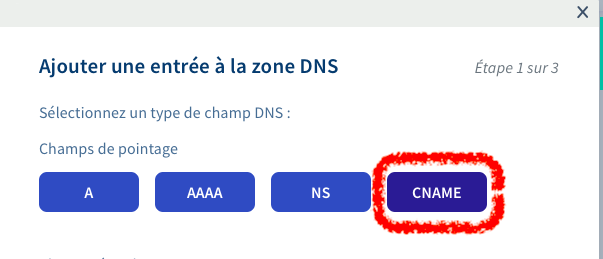 Ajouter une entrée à la zone DNS
Étape 1 sur 3
Sélectionnez un type de champ DNS :
Champs de pointage
A
AAAA
NS
CNAME